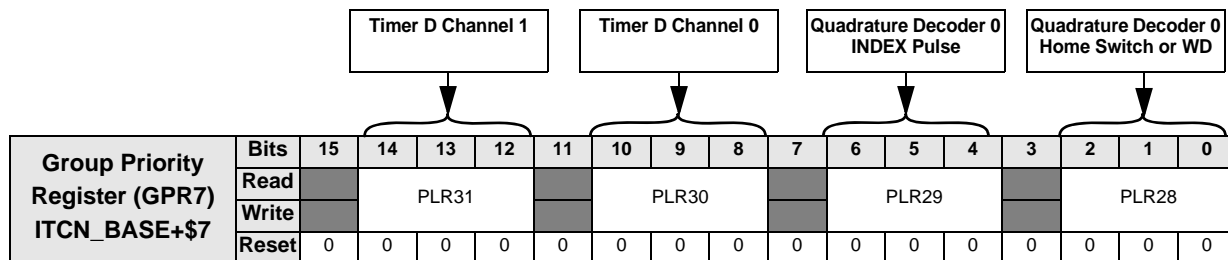 Timer D Channel 1
Timer D Channel 0
Quadrature Decoder 0
INDEX Pulse
Quadrature Decoder 0
Home Switch or WD
Group Priority
Register (GPR7)
ITCN_BASE+$7
Bits 15 14 13 12 11 10 9 8 7 6 5 4 3 2 1 0
Read
Write
PLR31 PLR30 PLR29 PLR28
Reset 0 0 0 0 0 0 0 0 0 0 0 0 0 0 0 0